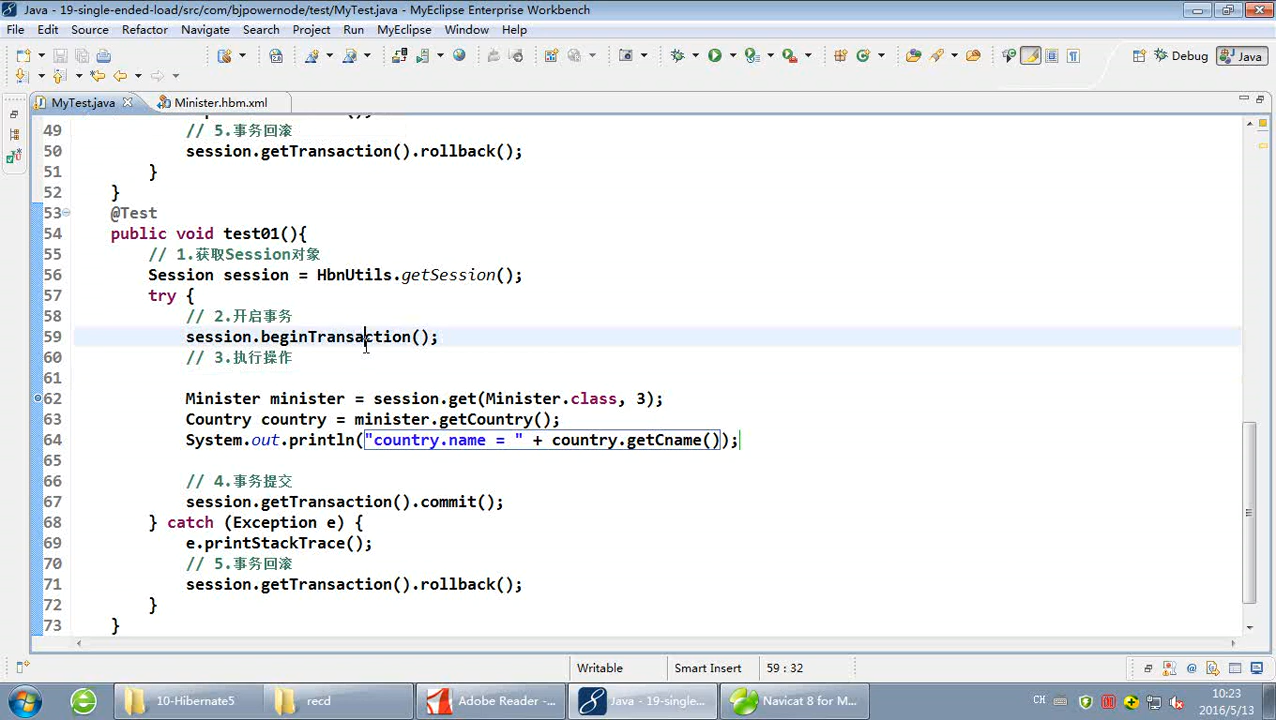 Java - 19-single-ended-load/src/com/bjpowernode/test/MyTest.java - MyEclipse Enterprise Workbench
File Edit Source Refactor Navigate Search Project Run MyEclipse Window Help
Debug Java
MyTest.java Minister.hbm.xml
49 // 5.事务回滚
50 session.getTransaction().rollback();
51 }
52 }
53 @Test
54 public void test01(){
55 // 1.获取Session对象
56 Session session = HbnUtils.getSession();
57 try {
58 // 2.开启事务
59 session.beginTransaction();
60 // 3.执行操作
61
62 Minister minister = session.get(Minister.class, 3);
63 Country country = minister.getCountry();
64 System.out.println("country.name = " + country.getCname());
65
66 // 4.事务提交
67 session.getTransaction().commit();
68 } catch (Exception e) {
69 e.printStackTrace();
70 // 5.事务回滚
71 session.getTransaction().rollback();
72 }
73 }
Writable Smart Insert 59 : 32
10-Hibernate5 recd Adobe Reader - ... Java - 19-single... Navicat 8 for M... CH 10:23
2016/5/13